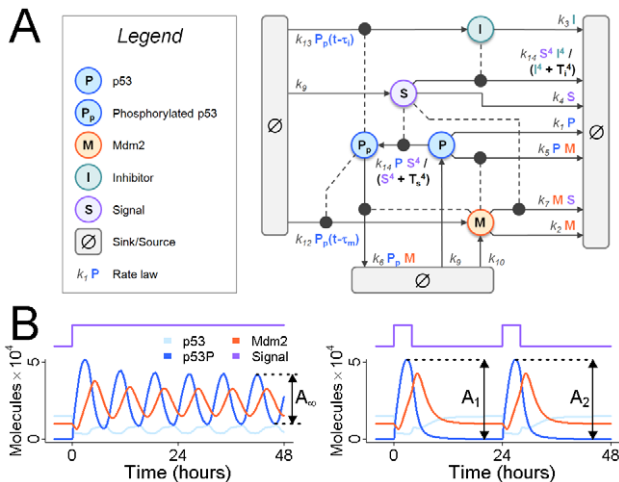 A
Legend
P p53
Pp Phosphorylated p53
M Mdm2
I Inhibitor
S Signal
∅ Sink/Source
k1 P Rate law
k13 Pp(t-τi)
I
k3 I
k14 S⁴ I⁴ /
(I⁴ + Ti⁴)
k9
S
k4 S
k1 P
∅
Pp
P
∅
k14 P S⁴ /
(S⁴ + Ts⁴)
k5 P M
k7 M S
M
k2 M
k12 Pp(t-τm)
k6 Pp M
k9
k10
∅
B
p53
Mdm2
p53P
Signal
Molecules × 10⁴
5
0
A∞
0
24
48
Time (hours)
Molecules × 10⁴
5
0
A1
A2
0
24
48
Time (hours)